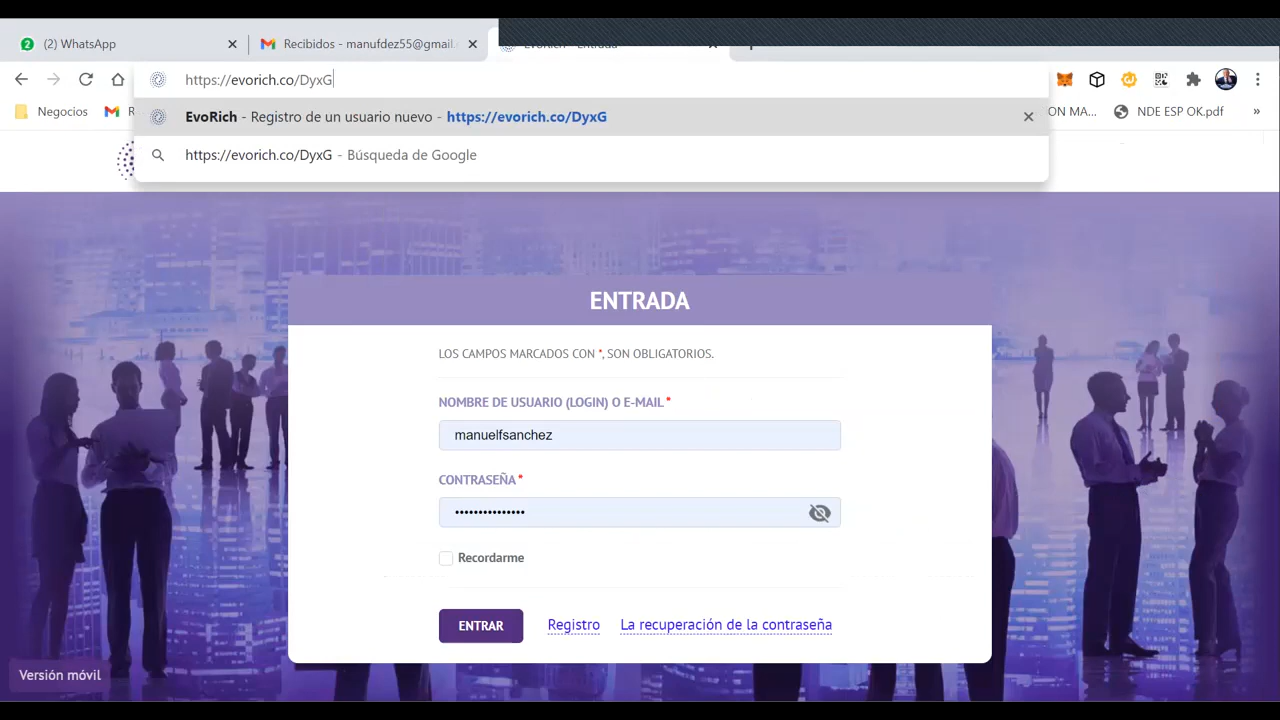 (2) WhatsApp
Recibidos - manufdez55@gmail.
EvoRich - Entrada
https://evorich.co/DyxG
Negocios
ON MA...
NDE ESP OK.pdf
»
EvoRich - Registro de un usuario nuevo - https://evorich.co/DyxG
https://evorich.co/DyxG - Búsqueda de Google
ENTRADA
LOS CAMPOS MARCADOS CON *, SON OBLIGATORIOS.
NOMBRE DE USUARIO (LOGIN) O E-MAIL *
manuelfsanchez
CONTRASEÑA *
•••••••••••••••
Recordarme
ENTRAR
Registro
La recuperación de la contraseña
Versión móvil